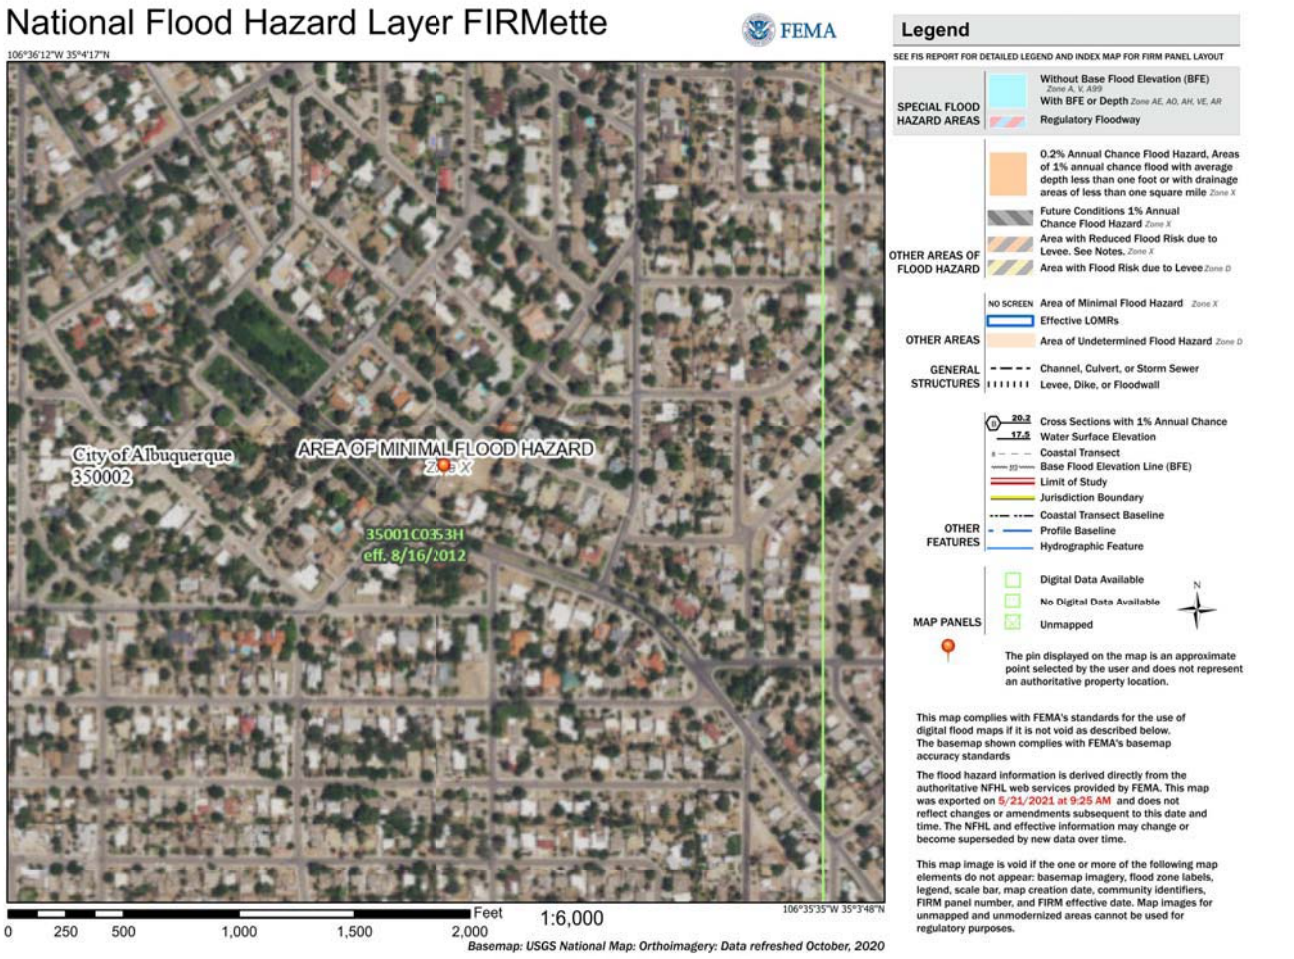 National Flood Hazard Layer FIRMette
FEMA
106°36'12"W 35°4'17"N
City of Albuquerque
350002
AREA OF MINIMAL FLOOD HAZARD
Zone X
35001C0353H
eff. 8/16/2012
106°35'35"W 35°3'48"N
Feet
1:6,000
0 250 500 1,000 1,500 2,000
Basemap: USGS National Map: Orthoimagery: Data refreshed October, 2020
Legend
SEE FIS REPORT FOR DETAILED LEGEND AND INDEX MAP FOR FIRM PANEL LAYOUT
SPECIAL FLOOD
HAZARD AREAS
Without Base Flood Elevation (BFE)
Zone A, V, A99
With BFE or Depth Zone AE, AO, AH, VE, AR
Regulatory Floodway
OTHER AREAS OF
FLOOD HAZARD
0.2% Annual Chance Flood Hazard, Areas
of 1% annual chance flood with average
depth less than one foot or with drainage
areas of less than one square mile Zone X
Future Conditions 1% Annual
Chance Flood Hazard Zone X
Area with Reduced Flood Risk due to
Levee. See Notes. Zone X
Area with Flood Risk due to Levee Zone D
OTHER AREAS
NO SCREEN Area of Minimal Flood Hazard Zone X
Effective LOMRs
Area of Undetermined Flood Hazard Zone D
GENERAL
STRUCTURES
Channel, Culvert, or Storm Sewer
Levee, Dike, or Floodwall
OTHER
FEATURES
B 20.2 Cross Sections with 1% Annual Chance
17.5 Water Surface Elevation
8 Coastal Transect
513 Base Flood Elevation Line (BFE)
Limit of Study
Jurisdiction Boundary
Coastal Transect Baseline
Profile Baseline
Hydrographic Feature
MAP PANELS
Digital Data Available
No Digital Data Available
Unmapped
N
The pin displayed on the map is an approximate
point selected by the user and does not represent
an authoritative property location.
This map complies with FEMA's standards for the use of
digital flood maps if it is not void as described below.
The basemap shown complies with FEMA's basemap
accuracy standards
The flood hazard information is derived directly from the
authoritative NFHL web services provided by FEMA. This map
was exported on 5/21/2021 at 9:25 AM and does not
reflect changes or amendments subsequent to this date and
time. The NFHL and effective information may change or
become superseded by new data over time.
This map image is void if the one or more of the following map
elements do not appear: basemap imagery, flood zone labels,
legend, scale bar, map creation date, community identifiers,
FIRM panel number, and FIRM effective date. Map images for
unmapped and unmodernized areas cannot be used for
regulatory purposes.